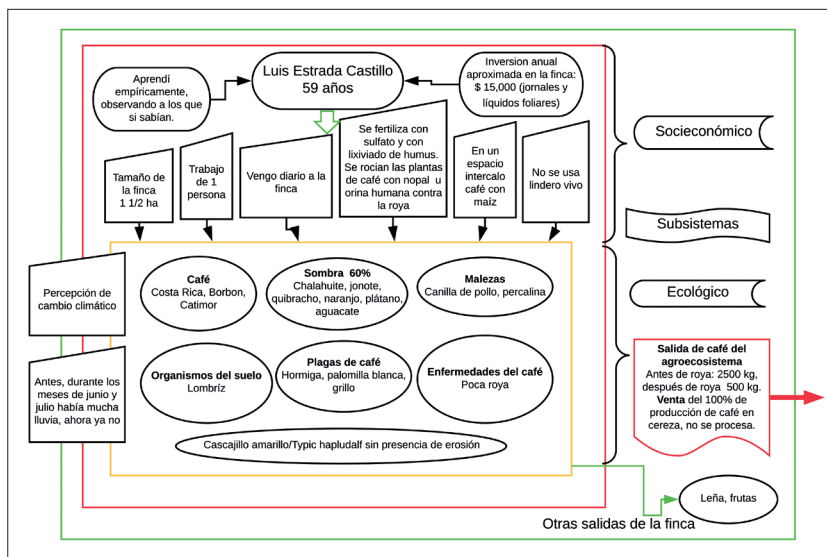 Aprendí
empíricamente,
observando a los que
si sabían.
Luis Estrada Castillo
59 años
Inversion anual
aproximada en la finca:
$ 15,000 (jornales y
líquidos foliares)
Socieconómico
Tamaño de
la finca
1 1/2 ha
Trabajo
de 1
persona
Vengo diario a la
finca
Se fertiliza con
sulfato y con
lixiviado de humus.
Se rocian las plantas
de café con nopal u
orina humana contra
la roya
En un
espacio
intercalo
café con
maíz
No se usa
lindero vivo
Subsistemas
Percepción de
cambio climático
Café
Costa Rica, Borbon,
Catimor
Sombra 60%
Chalahuite, jonote,
quibracho, naranjo, plátano,
aguacate
Malezas
Canilla de pollo, percalina
Ecológico
Antes, durante los
meses de junio y
julio había mucha
lluvia, ahora ya no
Organismos del suelo
Lombríz
Plagas de café
Hormiga, palomilla blanca,
grillo
Enfermedades del café
Poca roya
Salida de café del
agroecosistema
Antes de roya: 2500 kg,
después de roya 500 kg.
Venta del 100% de
producción de café en
cereza, no se procesa.
Cascajillo amarillo/Typic hapludalf sin presencia de erosión
Leña, frutas
Otras salidas de la finca